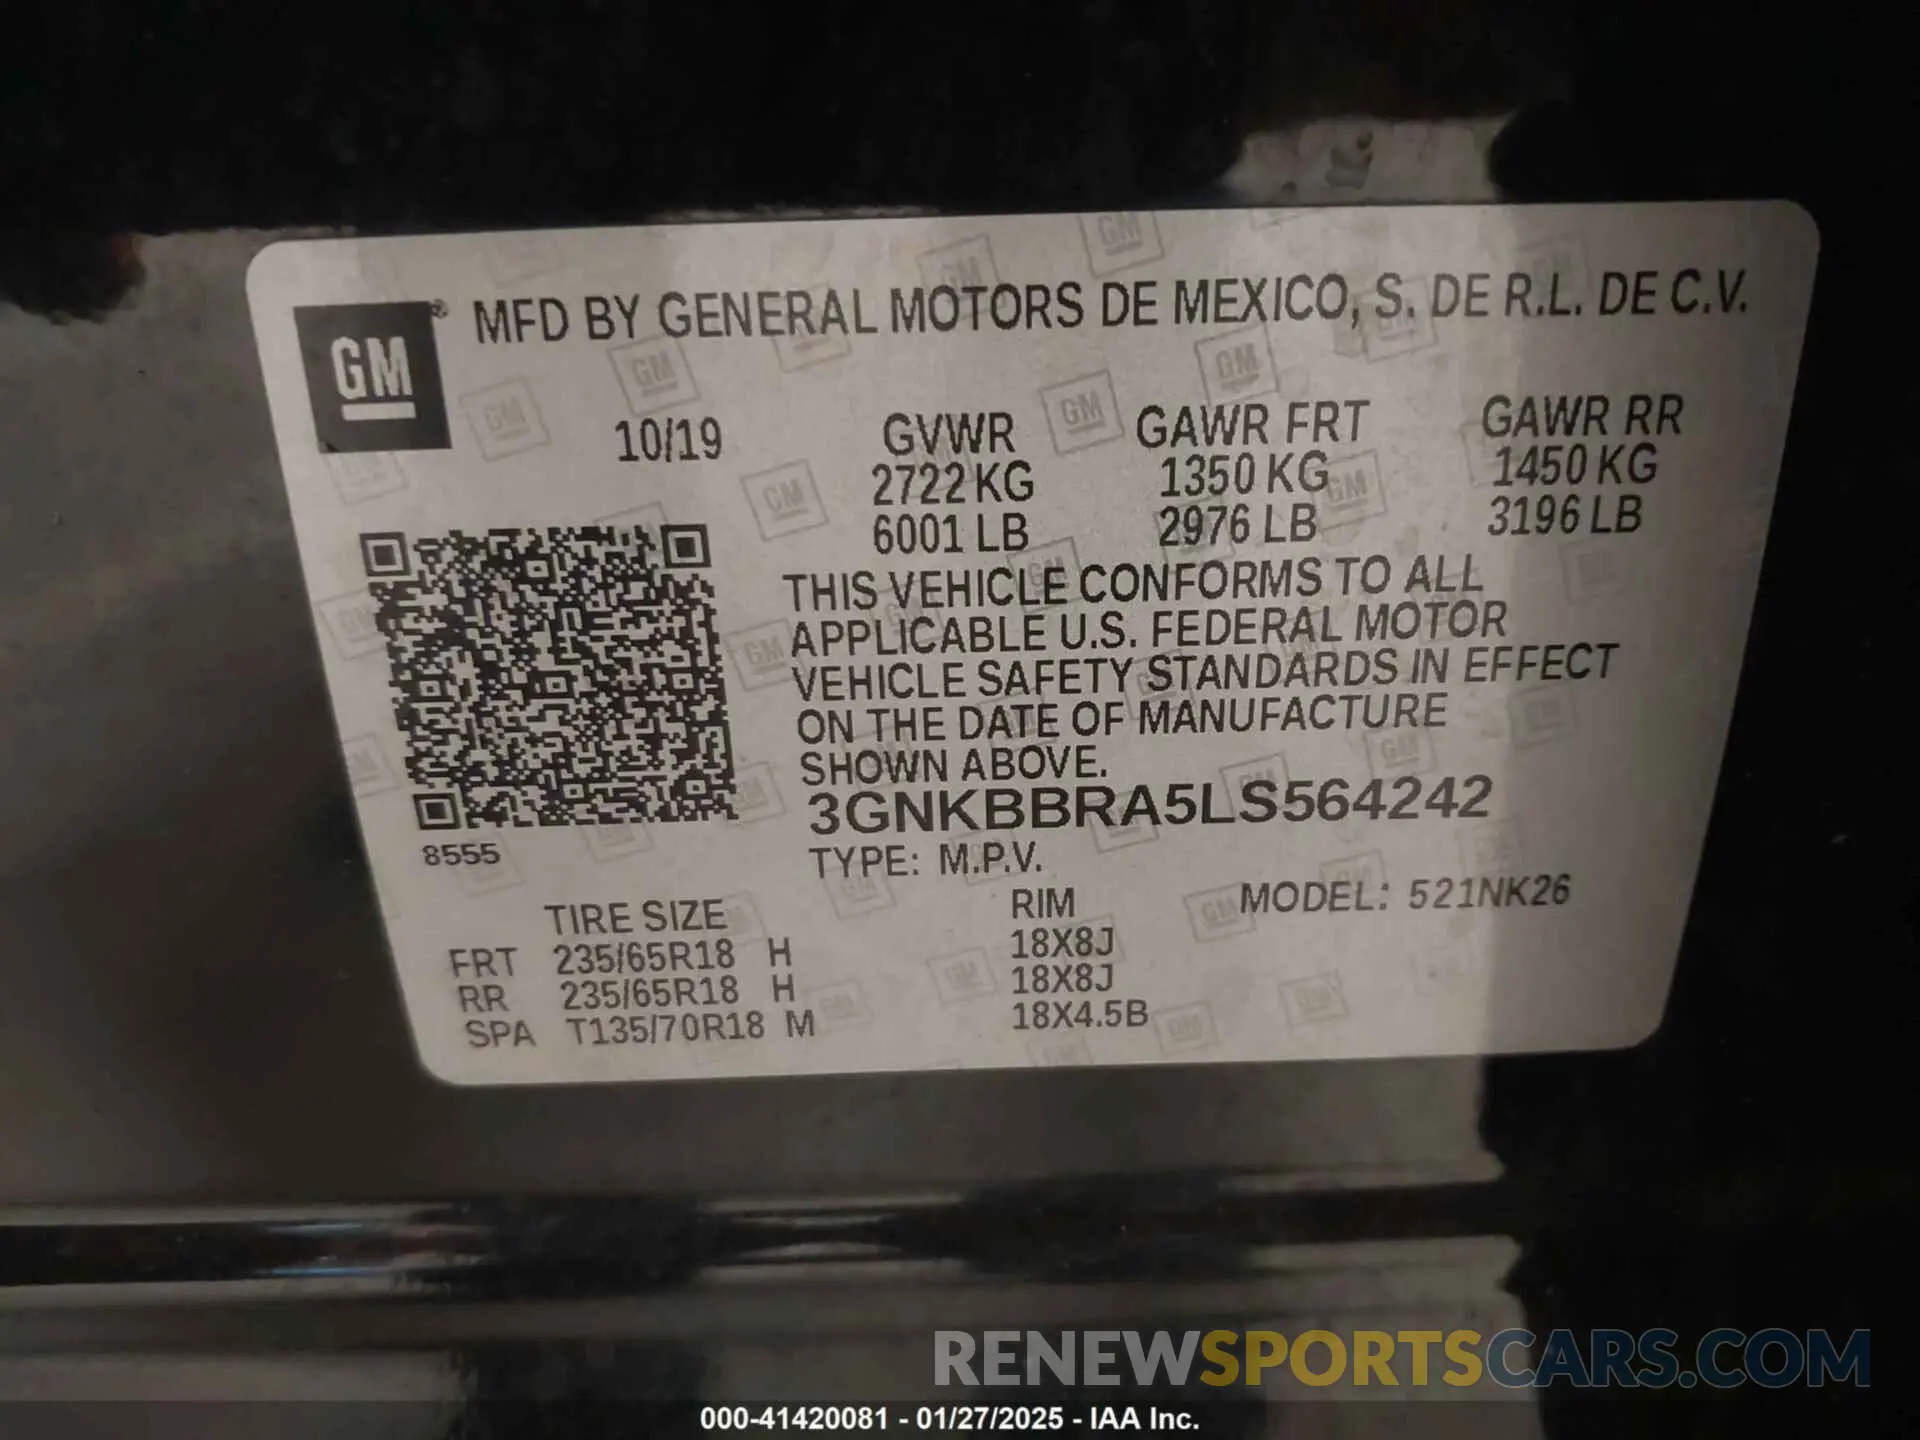 GM
MFD BY GENERAL MOTORS DE MEXICO, S. DE R.L. DE C.V.
10/19 GVWR GAWR FRT GAWR RR
2722 KG 1350 KG 1450 KG
6001 LB 2976 LB 3196 LB
THIS VEHICLE CONFORMS TO ALL
APPLICABLE U.S. FEDERAL MOTOR
VEHICLE SAFETY STANDARDS IN EFFECT
ON THE DATE OF MANUFACTURE
SHOWN ABOVE.
3GNKBBRA5LS564242
8555
TYPE: M.P.V.
TIRE SIZE RIM MODEL: 521NK26
FRT 235/65R18 H 18X8J
RR 235/65R18 H 18X8J
SPA T135/70R18 M 18X4.5B
RENEWSPORTSCARS.COM
000-41420081 - 01/27/2025 - IAA Inc.